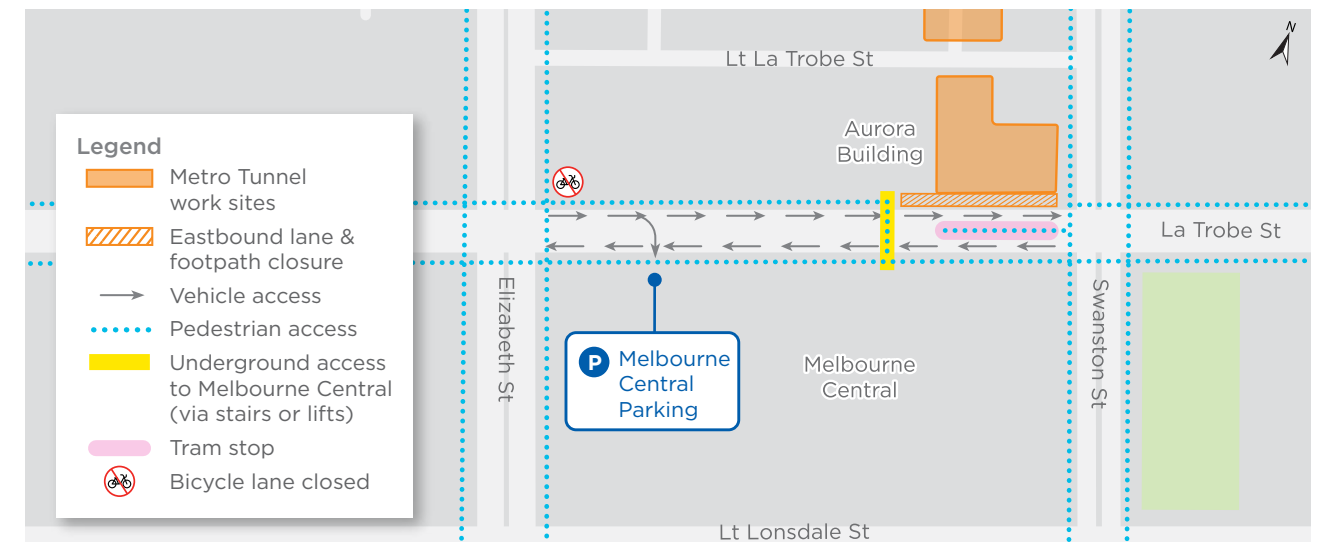 N
Lt La Trobe St
Aurora
Building
Legend
Metro Tunnel
work sites
Eastbound lane &
footpath closure
Vehicle access
Pedestrian access
Underground access
to Melbourne Central
(via stairs or lifts)
Tram stop
Bicycle lane closed
La Trobe St
Elizabeth St
Swanston St
P
Melbourne
Central
Parking
Melbourne
Central
Lt Lonsdale St